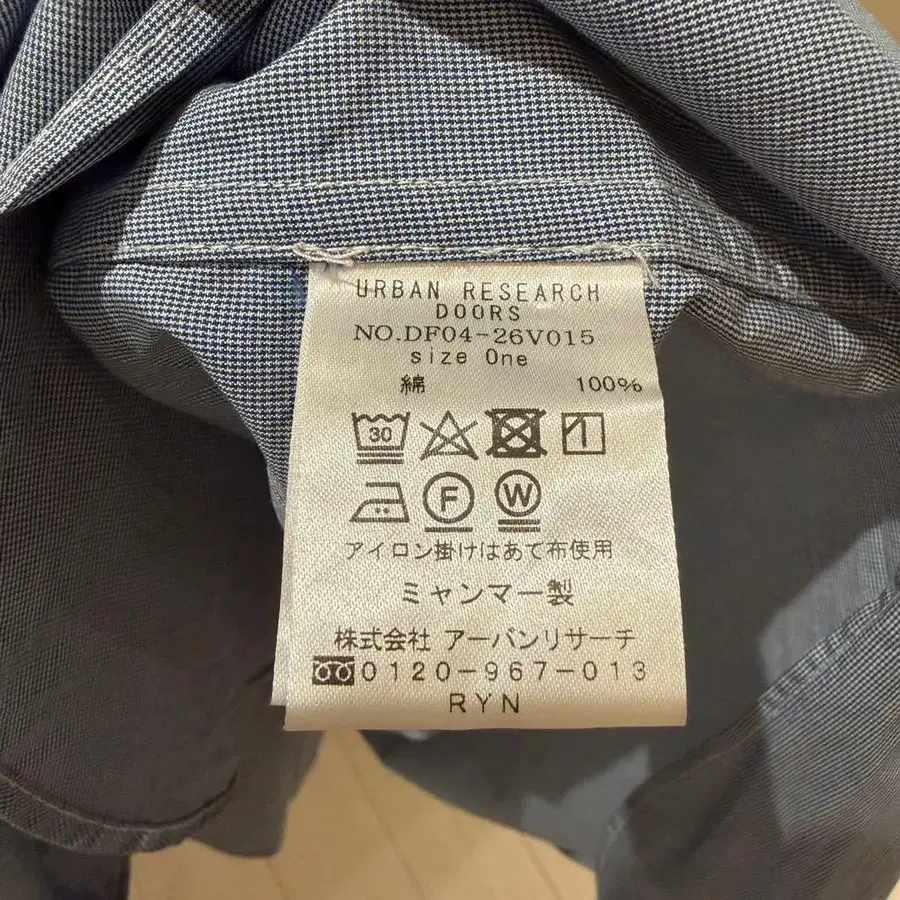 URBAN RESEARCH
DOORS
NO.DF04-26V015
size One
綿 100%
30
F W
アイロン掛けはあて布使用
ミャンマー製
株式会社 アーバンリサーチ
0120-967-013
RYN